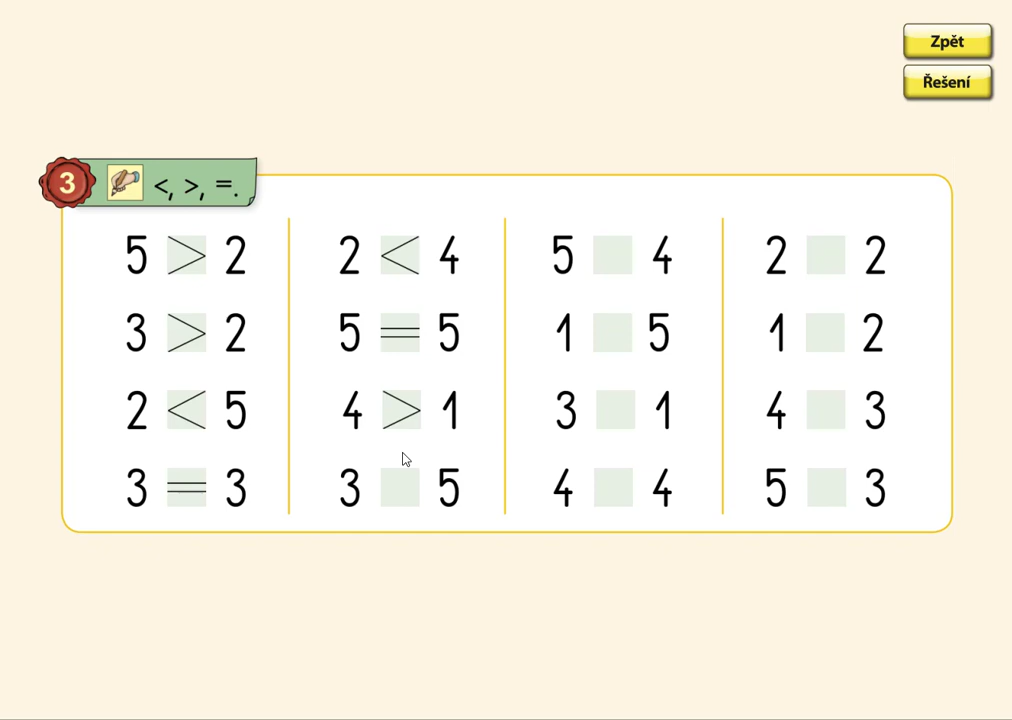 Zpět
Řešení
3 <, >, =.
5 > 2 2 < 4 5 4 2 2
3 > 2 5 = 5 1 5 1 2
2 < 5 4 > 1 3 1 4 3
3 = 3 3 5 4 4 5 3